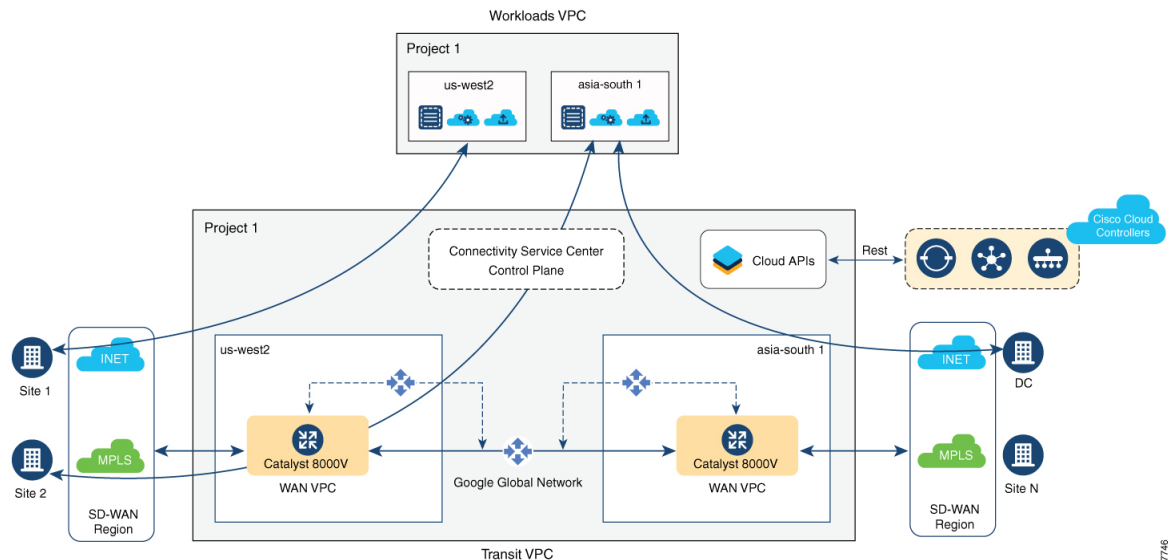 Workloads VPC
Project 1
us-west2
asia-south 1
Project 1
Connectivity Service Center
Control Plane
Cloud APIs
Rest
Cisco Cloud
Controllers
us-west2
asia-south 1
INET
Site 1
INET
DC
MPLS
Site 2
Catalyst 8000V
WAN VPC
Google Global Network
Catalyst 8000V
WAN VPC
MPLS
Site N
SD-WAN
Region
SD-WAN
Region
Transit VPC
7746